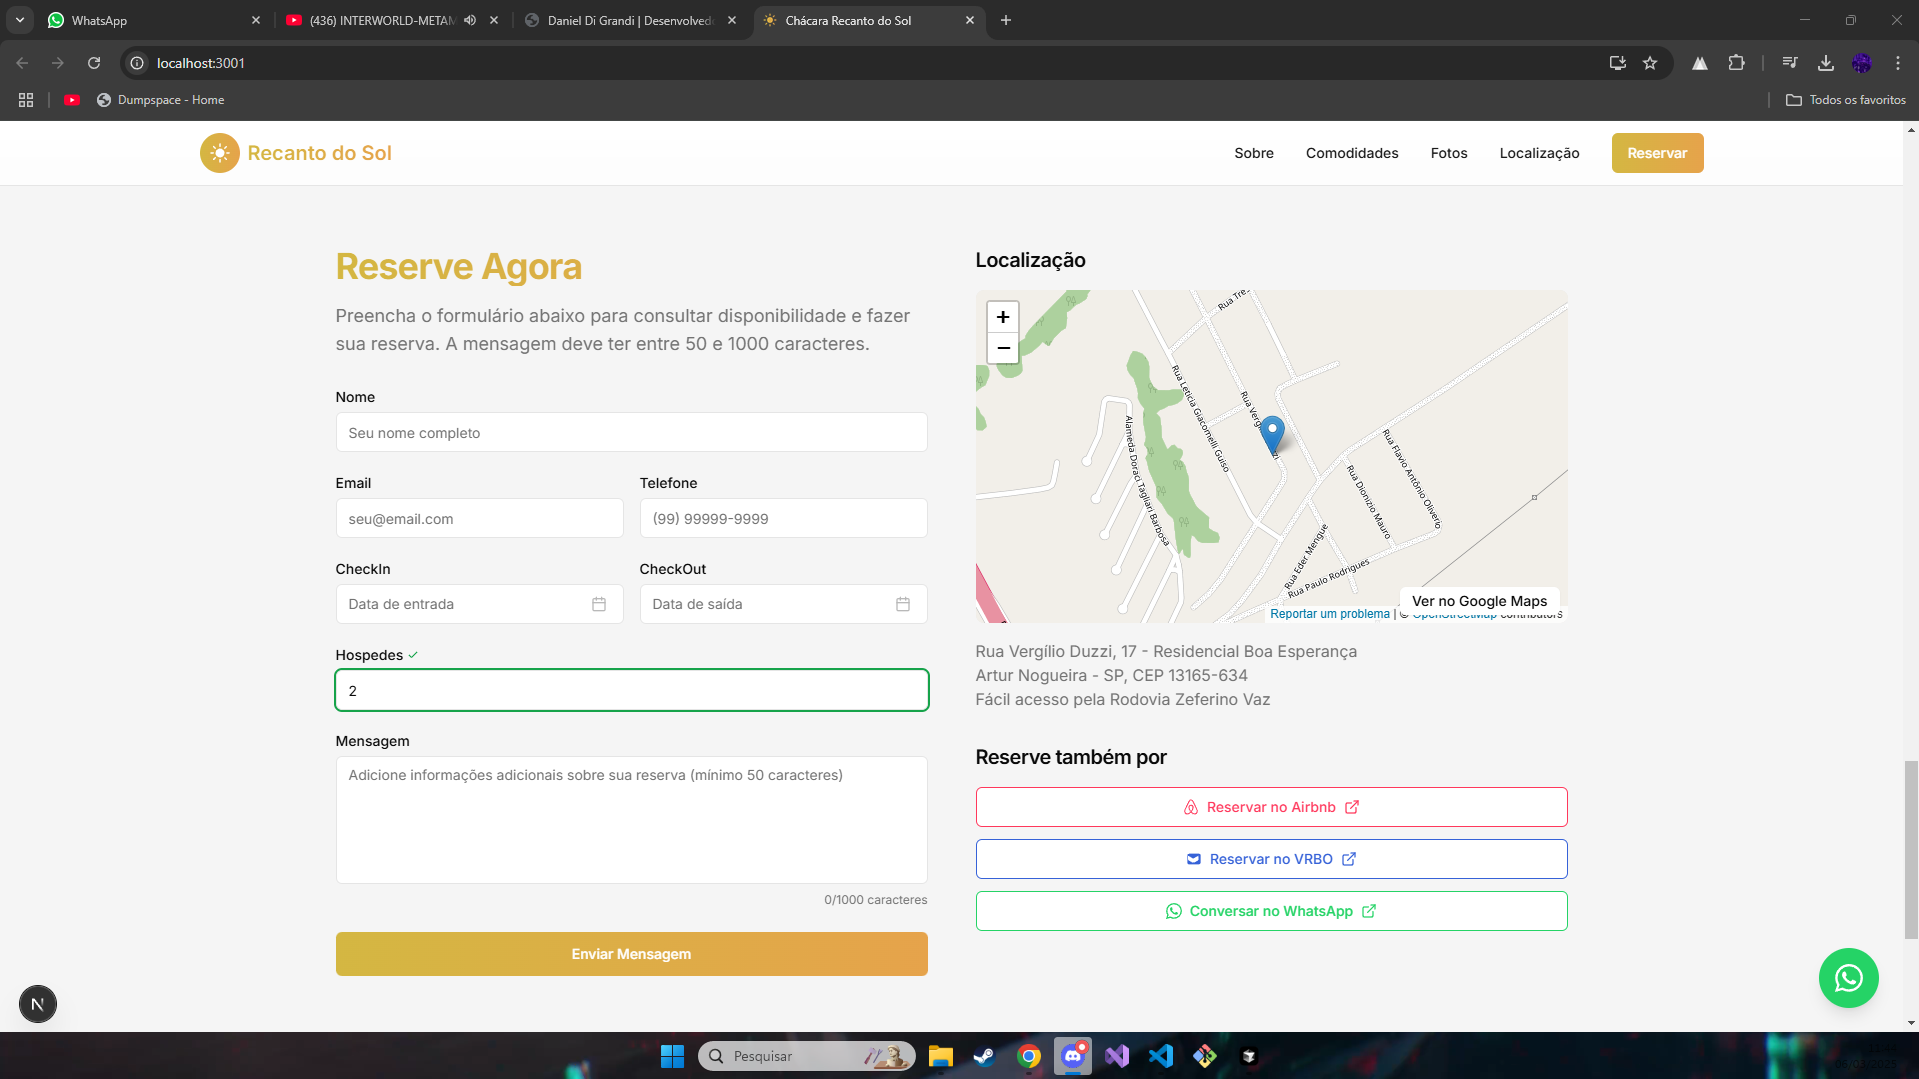 WhatsApp
(436) INTERWORLD-METAM
Daniel Di Grandi | Desenvolved
Chácara Recanto do Sol
localhost:3001
Dumpspace - Home
Todos os favoritos
Recanto do Sol
Sobre
Comodidades
Fotos
Localização
Reservar
Reserve Agora
Preencha o formulário abaixo para consultar disponibilidade e fazer
sua reserva. A mensagem deve ter entre 50 e 1000 caracteres.
Nome
Seu nome completo
Email
Telefone
seu@email.com
(99) 99999-9999
CheckIn
CheckOut
Data de entrada
Data de saída
Hospedes
2
Mensagem
Adicione informações adicionais sobre sua reserva (mínimo 50 caracteres)
0/1000 caracteres
Enviar Mensagem
N
Localização
+
−
Rua Tre
Rua Letícia Giacomelli Guiso
Rua Verg
zi
Alameda Doraci Tagliari Barbosa
Rua Flavio Antônio Oliverio
Rua Dionizio Mauro
Rua Eder Mengue
Rua Paulo Rodrigues
Ver no Google Maps
Reportar um problema | © OpenStreetMap contributors
Rua Vergílio Duzzi, 17 - Residencial Boa Esperança
Artur Nogueira - SP, CEP 13165-634
Fácil acesso pela Rodovia Zeferino Vaz
Reserve também por
Reservar no Airbnb
Reservar no VRBO
Conversar no WhatsApp
Pesquisar